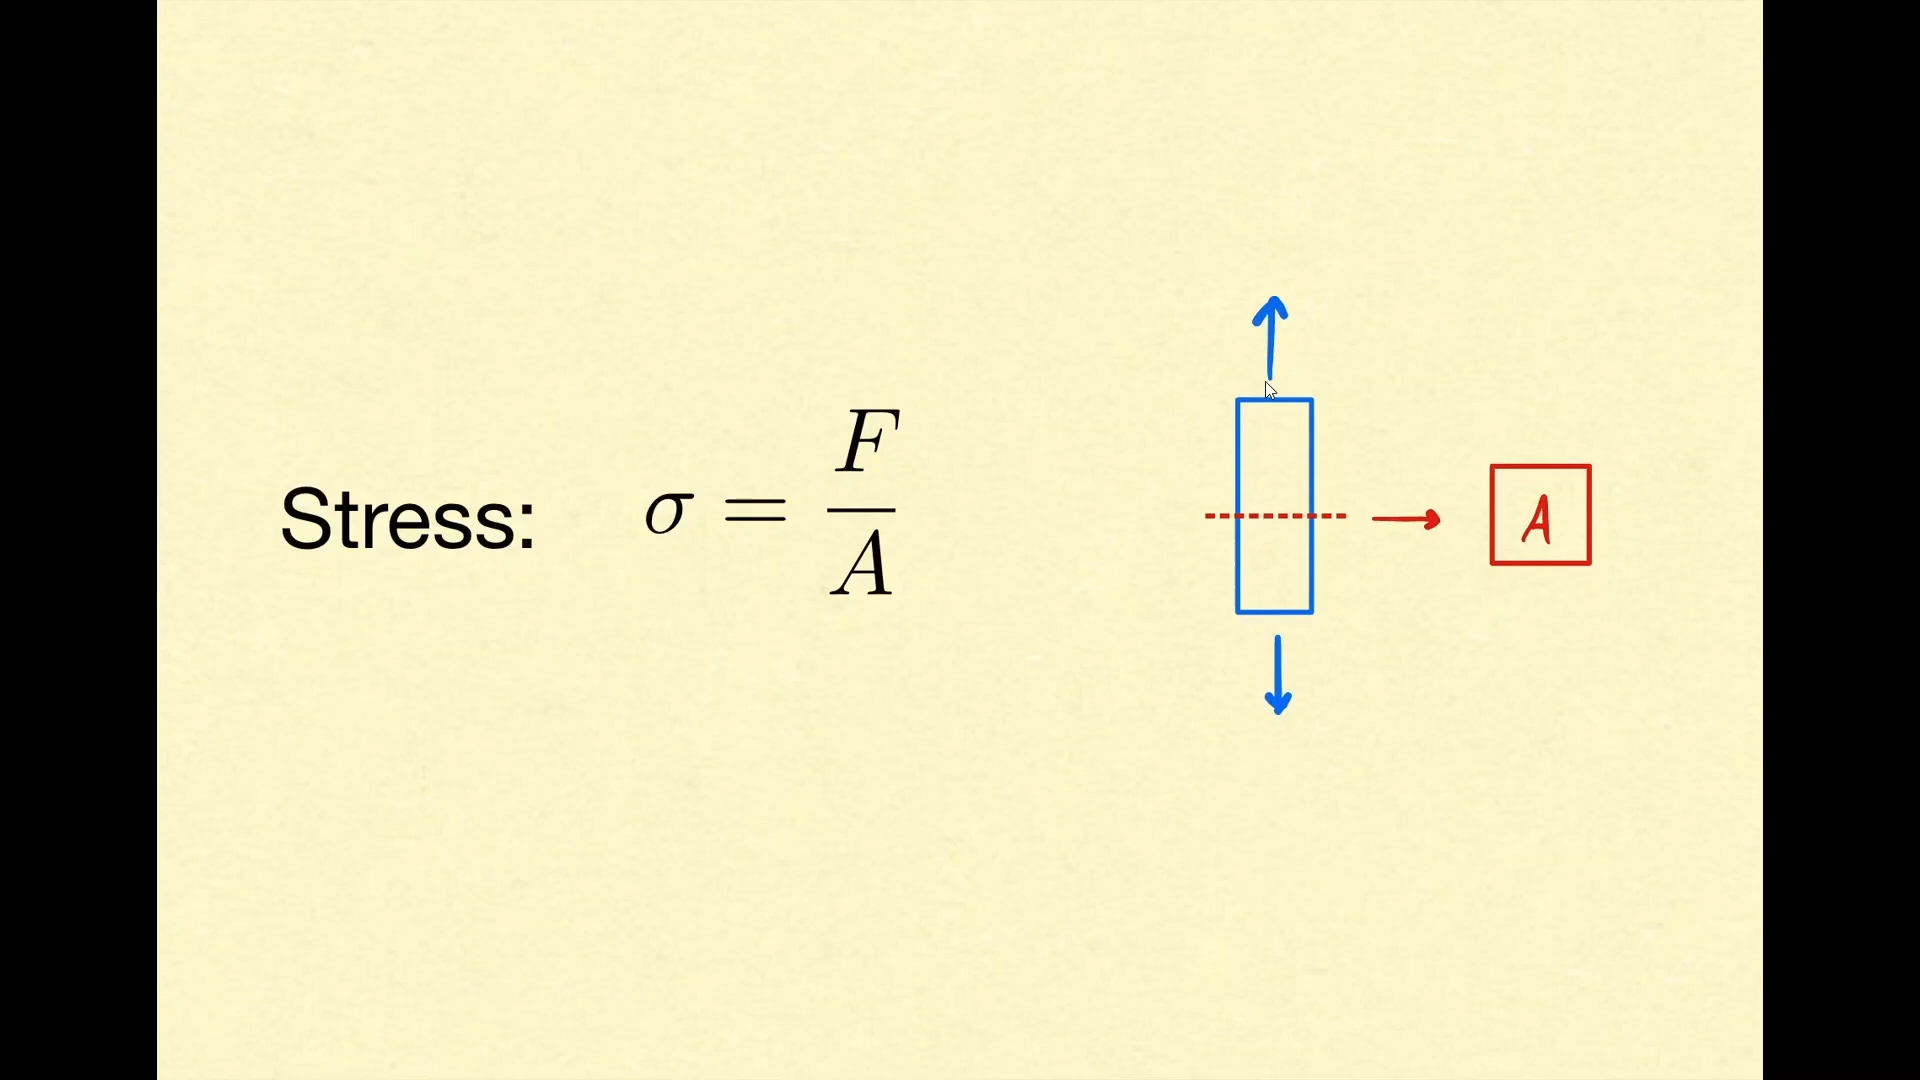 Stress: σ = F/A
A